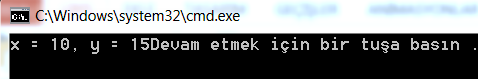 C:\Windows\system32\cmd.exe
x = 10, y = 15Devam etmek için bir tuşa basın .